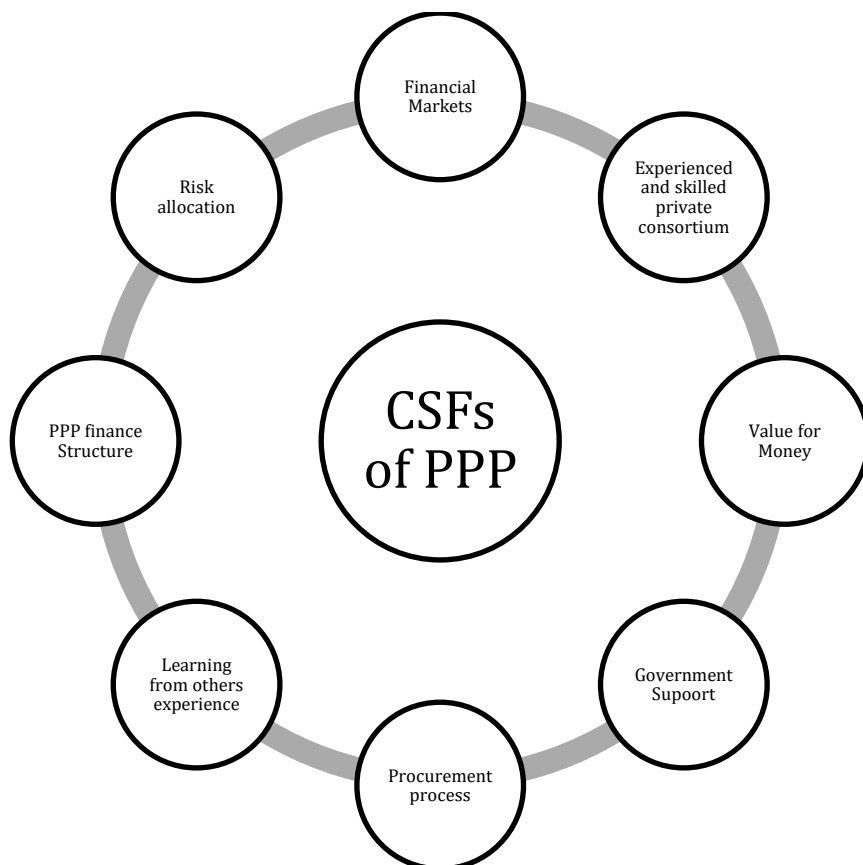 Financial
Markets
Experienced
and skilled
private
consortium
Value for
Money
Government
Supoort
Procurement
process
Learning
from others
experience
PPP finance
Structure
Risk
allocation
CSFs
of PPP